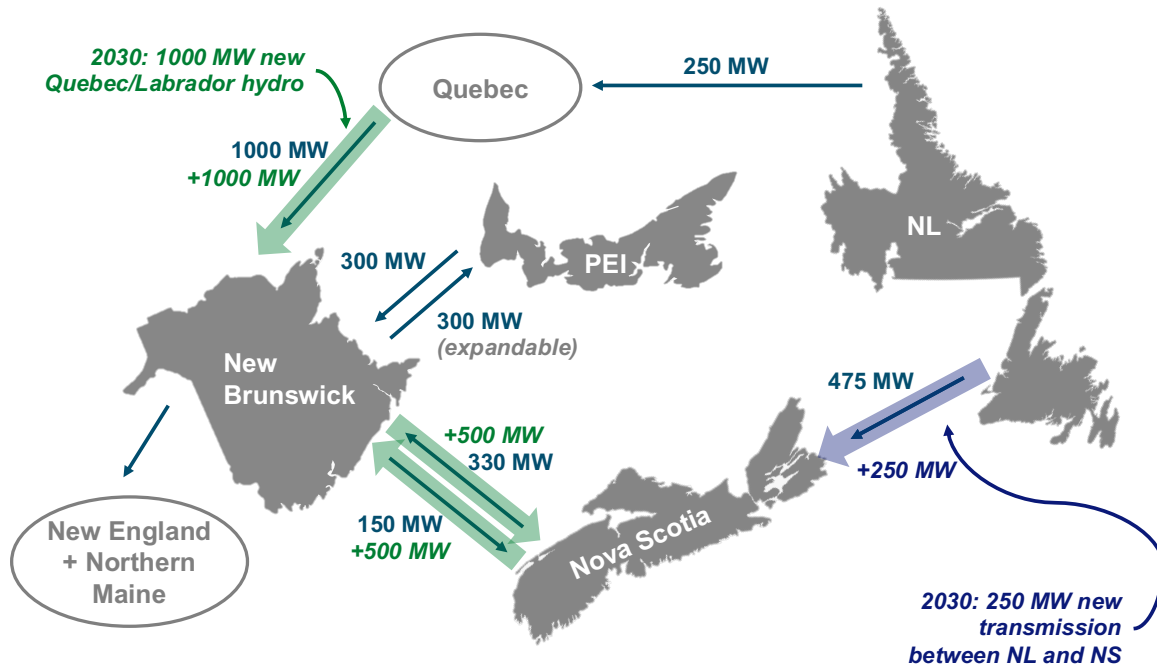 2030: 1000 MW new
Quebec/Labrador hydro
Quebec
250 MW
1000 MW
+1000 MW
NL
PEI
300 MW
300 MW
(expandable)
New
Brunswick
475 MW
+250 MW
+500 MW
330 MW
150 MW
+500 MW
Nova Scotia
New England
+ Northern
Maine
2030: 250 MW new
transmission
between NL and NS